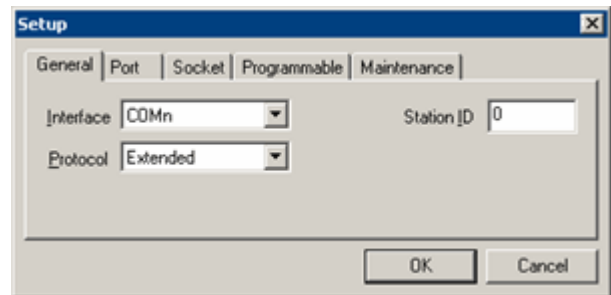 Setup
General Port Socket Programmable Maintenance
Interface COMn Station ID 0
Protocol Extended
OK Cancel